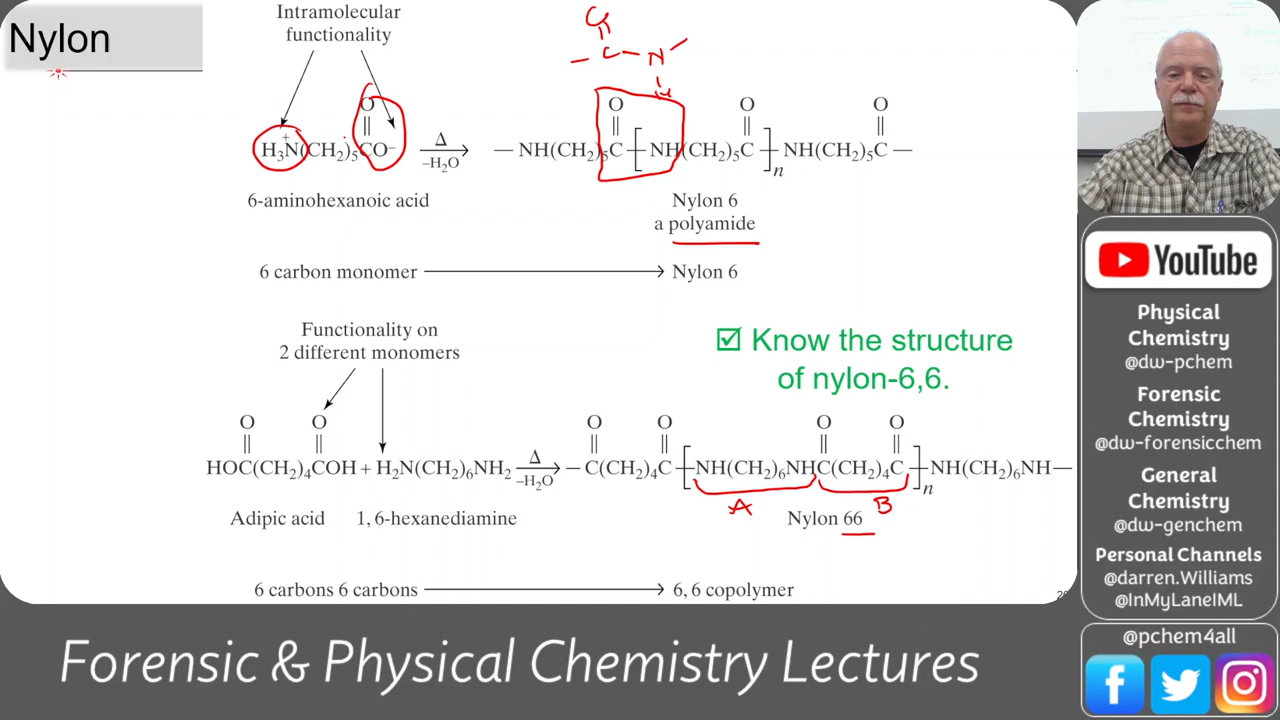 Nylon
Intramolecular
functionality
O
C
N
H
O
||
H₃N⁺(CH₂)₅CO⁻
Δ
−H₂O
O O O
|| || ||
— NH(CH₂)₅C —[ NH(CH₂)₅C ]ₙ NH(CH₂)₅C —
6-aminohexanoic acid
Nylon 6
a polyamide
6 carbon monomer → Nylon 6
Functionality on
2 different monomers
☑ Know the structure
of nylon-6,6.
O O
|| ||
HOC(CH₂)₄COH + H₂N(CH₂)₆NH₂
Δ
−H₂O
O O O O
|| || || ||
— C(CH₂)₄C —[ NH(CH₂)₆NHC(CH₂)₄C ]ₙ NH(CH₂)₆NH —
A B
Adipic acid 1, 6-hexanediamine
Nylon 66
6 carbons 6 carbons → 6, 6 copolymer
YouTube
Physical
Chemistry
@dw-pchem
Forensic
Chemistry
@dw-forensicchem
General
Chemistry
@dw-genchem
Personal Channels
@darren.Williams
@InMyLaneIML
@pchem4all
Forensic & Physical Chemistry Lectures